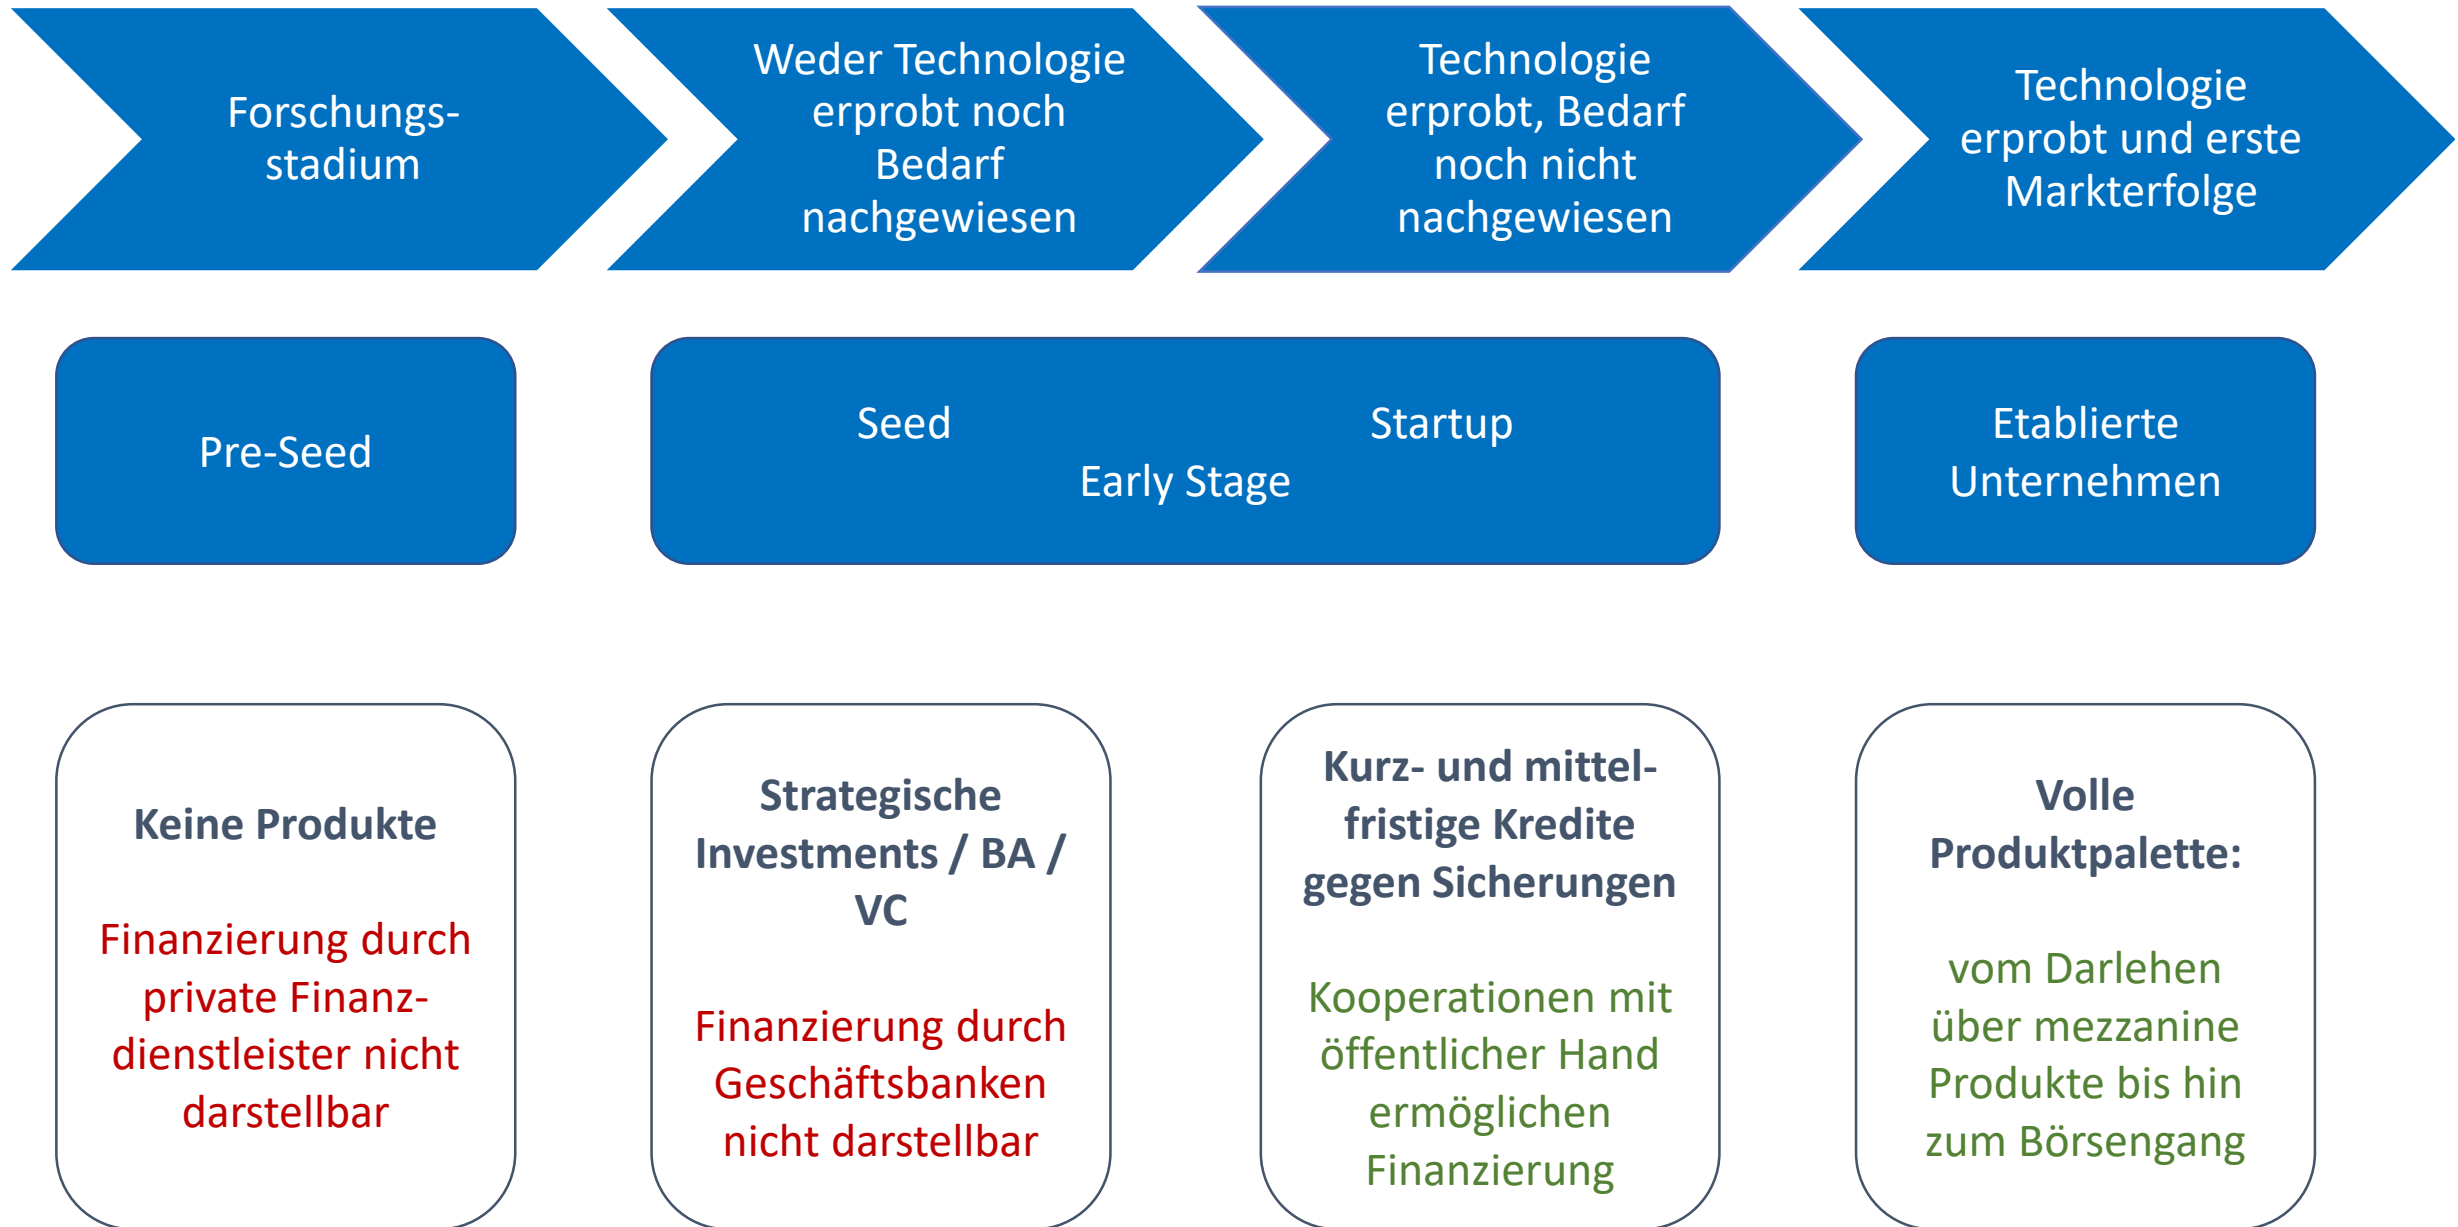 Forschungs-
stadium
Weder Technologie
erprobt noch
Bedarf
nachgewiesen
Technologie
erprobt, Bedarf
noch nicht
nachgewiesen
Technologie
erprobt und erste
Markterfolge
Pre-Seed
Seed Startup
Early Stage
Etablierte
Unternehmen
Keine Produkte
Finanzierung durch
private Finanz-
dienstleister nicht
darstellbar
Strategische
Investments / BA /
VC
Finanzierung durch
Geschäftsbanken
nicht darstellbar
Kurz- und mittel-
fristige Kredite
gegen Sicherungen
Kooperationen mit
öffentlicher Hand
ermöglichen
Finanzierung
Volle
Produktpalette:
vom Darlehen
über mezzanine
Produkte bis hin
zum Börsengang